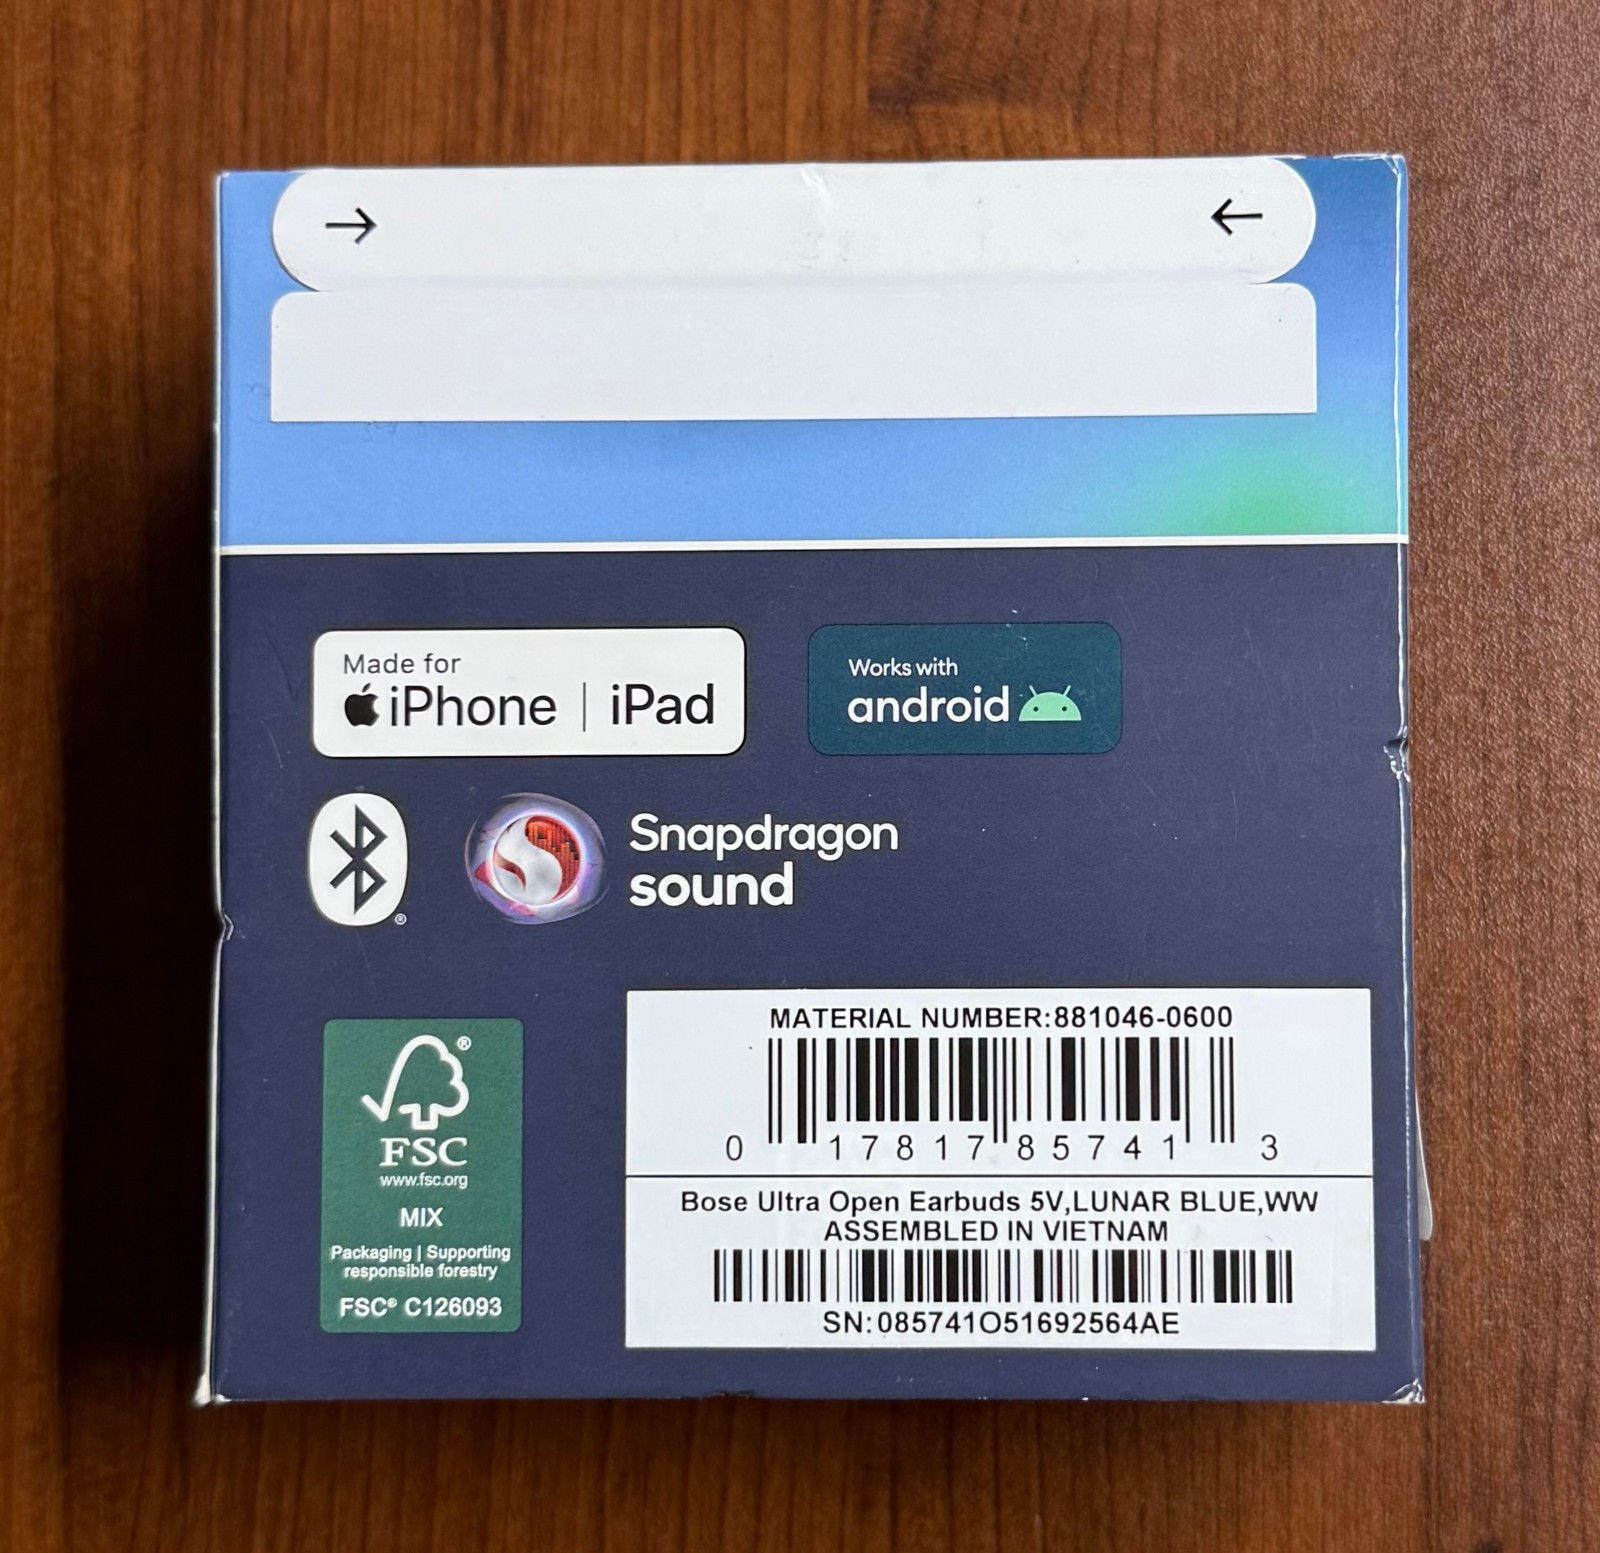 → ←
Made for
iPhone | iPad
Works with
android
Snapdragon
sound
®
MATERIAL NUMBER:881046-0600
0 17817 85741 3
®
FSC
www.fsc.org
MIX
Packaging | Supporting
responsible forestry
FSC® C126093
Bose Ultra Open Earbuds 5V,LUNAR BLUE,WW
ASSEMBLED IN VIETNAM
SN:085741O51692564AE